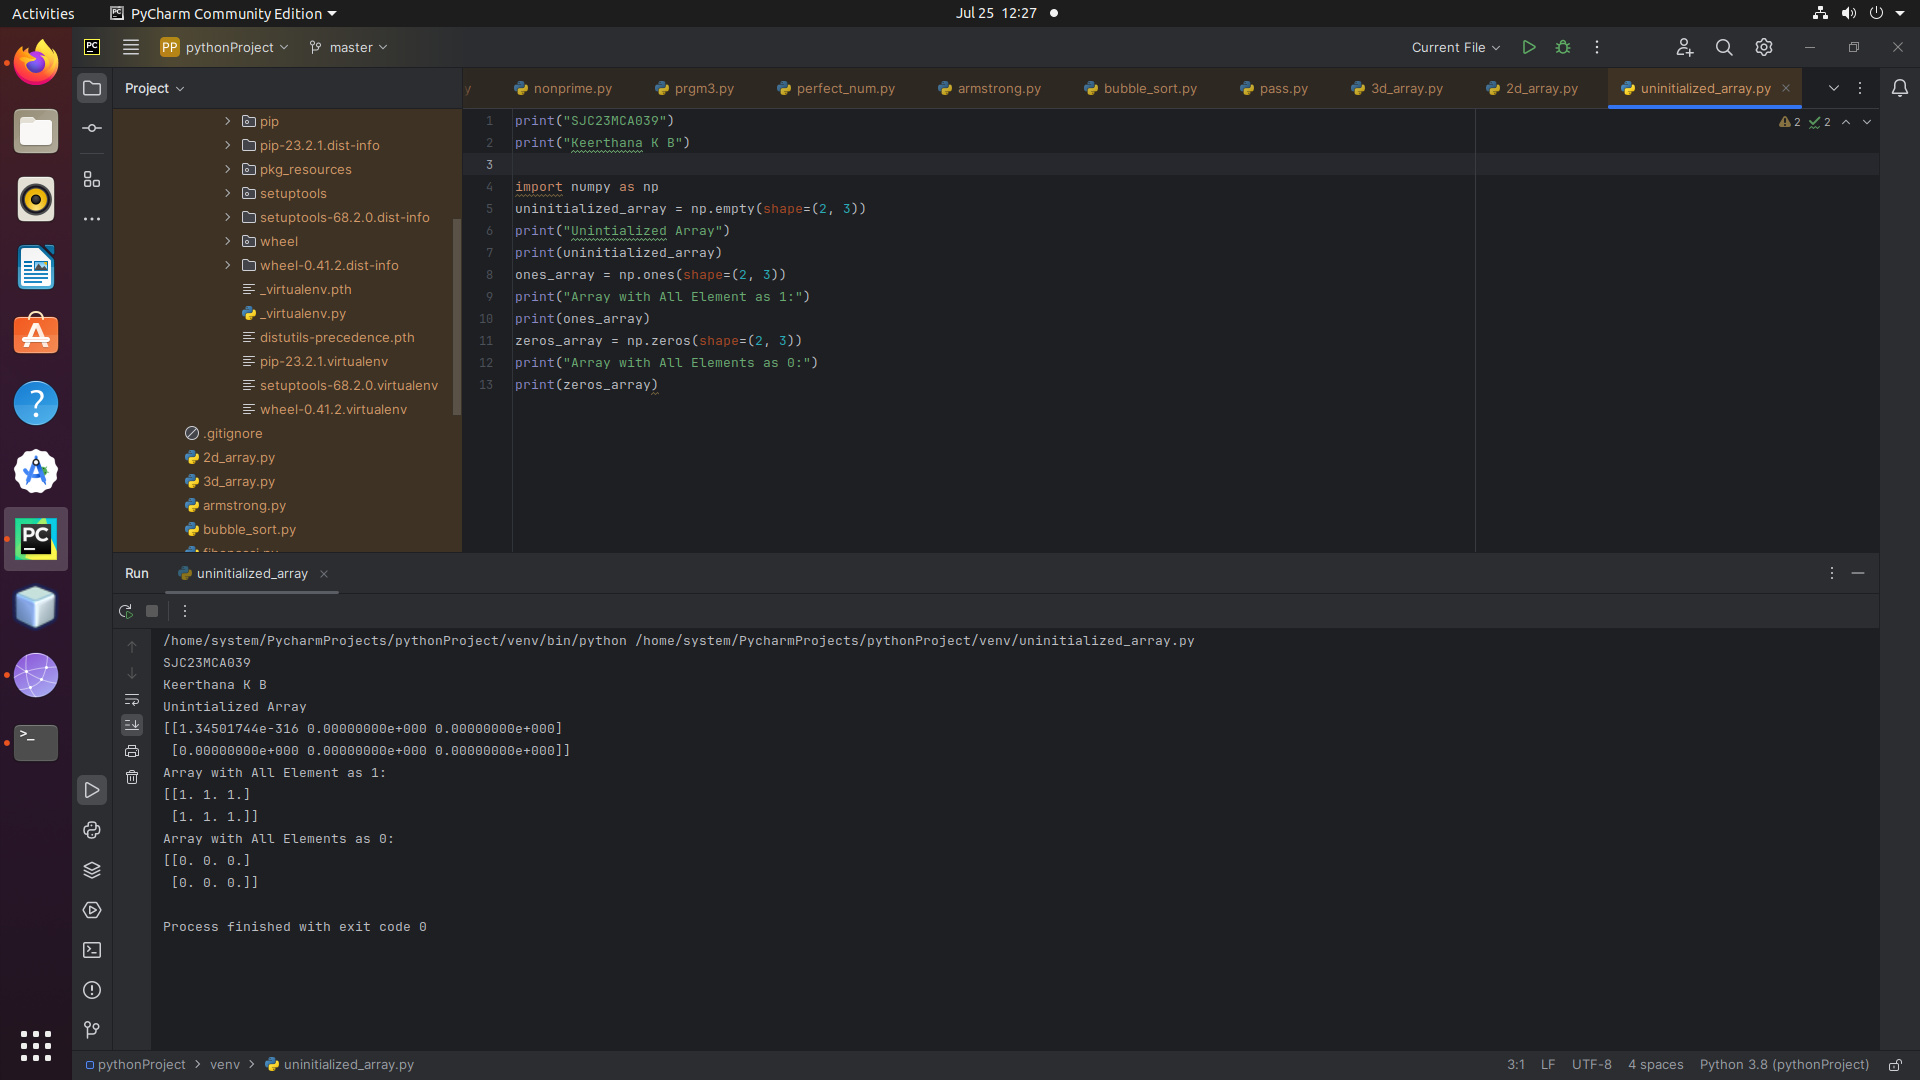 Activities PyCharm Community Edition Jul 25 12:27
PC PP pythonProject master Current File
Project
y nonprime.py prgm3.py perfect_num.py armstrong.py bubble_sort.py pass.py 3d_array.py 2d_array.py uninitialized_array.py
pip
pip-23.2.1.dist-info
pkg_resources
setuptools
setuptools-68.2.0.dist-info
wheel
wheel-0.41.2.dist-info
_virtualenv.pth
_virtualenv.py
distutils-precedence.pth
pip-23.2.1.virtualenv
setuptools-68.2.0.virtualenv
wheel-0.41.2.virtualenv
.gitignore
2d_array.py
3d_array.py
armstrong.py
bubble_sort.py
2 2
1 print("SJC23MCA039")
2 print("Keerthana K B")
3
4 import numpy as np
5 uninitialized_array = np.empty(shape=(2, 3))
6 print("Unintialized Array")
7 print(uninitialized_array)
8 ones_array = np.ones(shape=(2, 3))
9 print("Array with All Element as 1:")
10 print(ones_array)
11 zeros_array = np.zeros(shape=(2, 3))
12 print("Array with All Elements as 0:")
13 print(zeros_array)
PC
Run uninitialized_array
/home/system/PycharmProjects/pythonProject/venv/bin/python /home/system/PycharmProjects/pythonProject/venv/uninitialized_array.py
SJC23MCA039
Keerthana K B
Unintialized Array
[[1.34501744e-316 0.00000000e+000 0.00000000e+000]
 [0.00000000e+000 0.00000000e+000 0.00000000e+000]]
Array with All Element as 1:
[[1. 1. 1.]
 [1. 1. 1.]]
Array with All Elements as 0:
[[0. 0. 0.]
 [0. 0. 0.]]
Process finished with exit code 0
pythonProject > venv > uninitialized_array.py 3:1 LF UTF-8 4 spaces Python 3.8 (pythonProject)